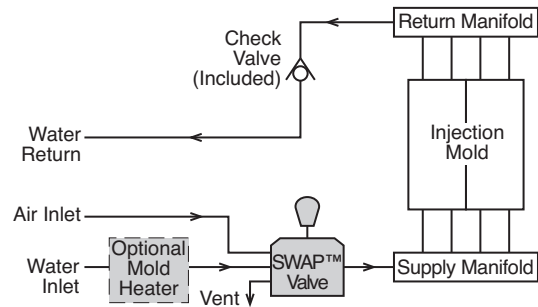 Return Manifold
Check
Valve
(Included)
Water
Return
Injection
Mold
Air Inlet
Optional
Mold
Heater
Water
Inlet
SWAP™
Valve
Vent
Supply Manifold